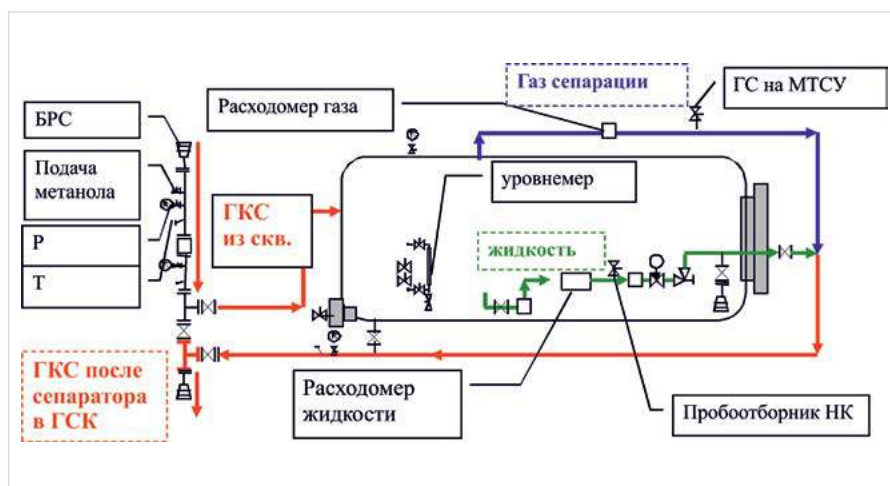 Газ сепарации
ГС на МТСУ
Расходомер газа
БРС
Подача
метанола
уровнемер
ГКС
из скв.
Р
жидкость
Т
ГКС после
сепаратора
в ГСК
Расходомер
жидкости
Пробоотборник НК